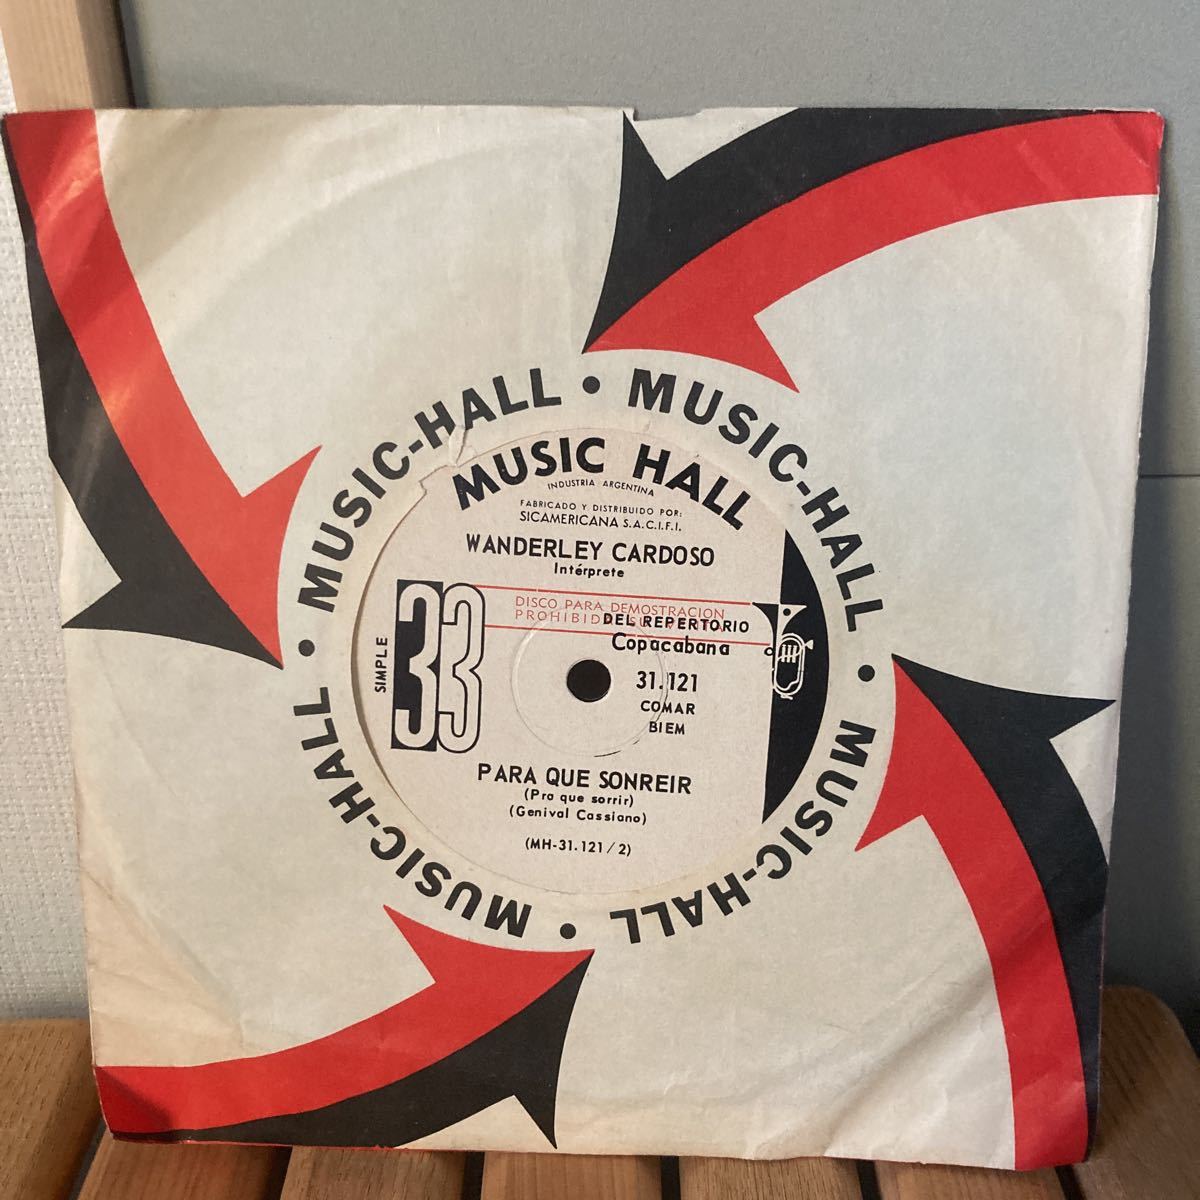 MUSIC-HALL • MUSIC-HALL • MUSIC-HALL • MUSIC-HALL •
MUSIC HALL
INDUSTRIA ARGENTINA
FABRICADO Y DISTRIBUIDO POR:
SICAMERICANA S.A.C.I.F.I.
WANDERLEY CARDOSO
Intérprete
DISCO PARA DEMOSTRACION
PROHIBIDA SU
DEL REPERTORIO
Copacabana
SIMPLE
33
31.121
COMAR
BIEM
PARA QUE SONREIR
(Pra que sorrir)
(Genival Cassiano)
(MH-31.121/2)